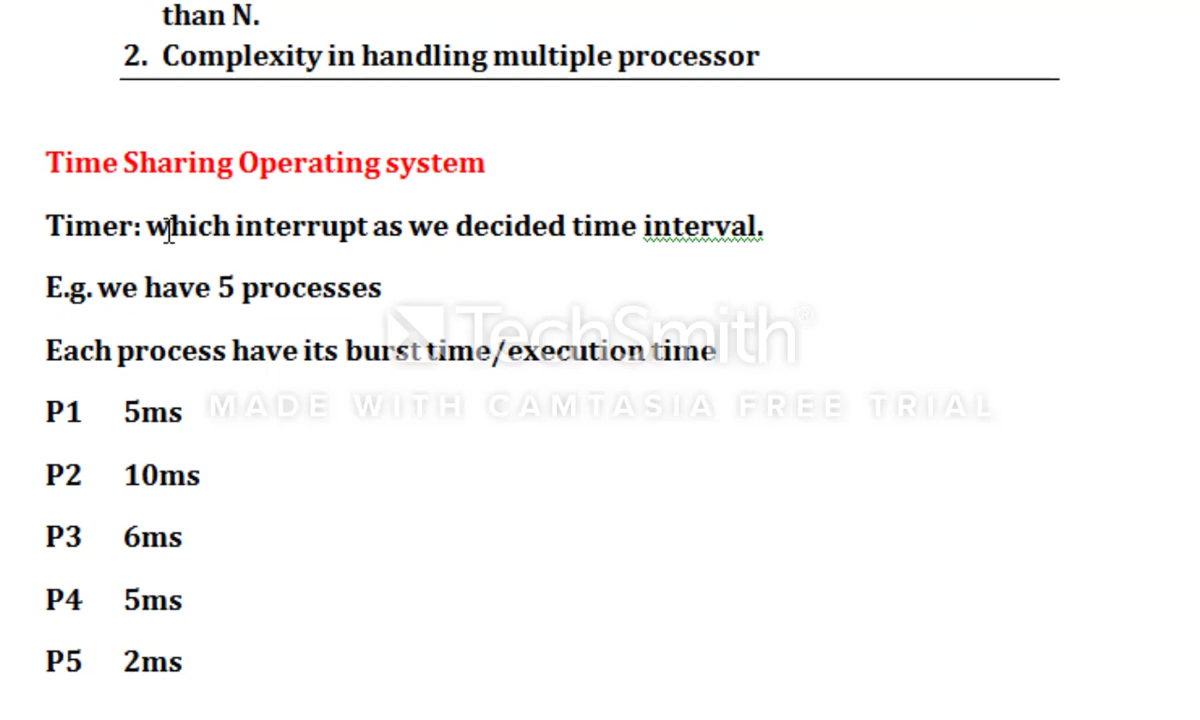 than N.
2. Complexity in handling multiple processor
Time Sharing Operating system
Timer: which interrupt as we decided time interval.
E.g. we have 5 processes
TechSmith®
Each process have its burst time/execution time
MADE WITH CAMTASIA FREE TRIAL
P1 5ms
P2 10ms
P3 6ms
P4 5ms
P5 2ms